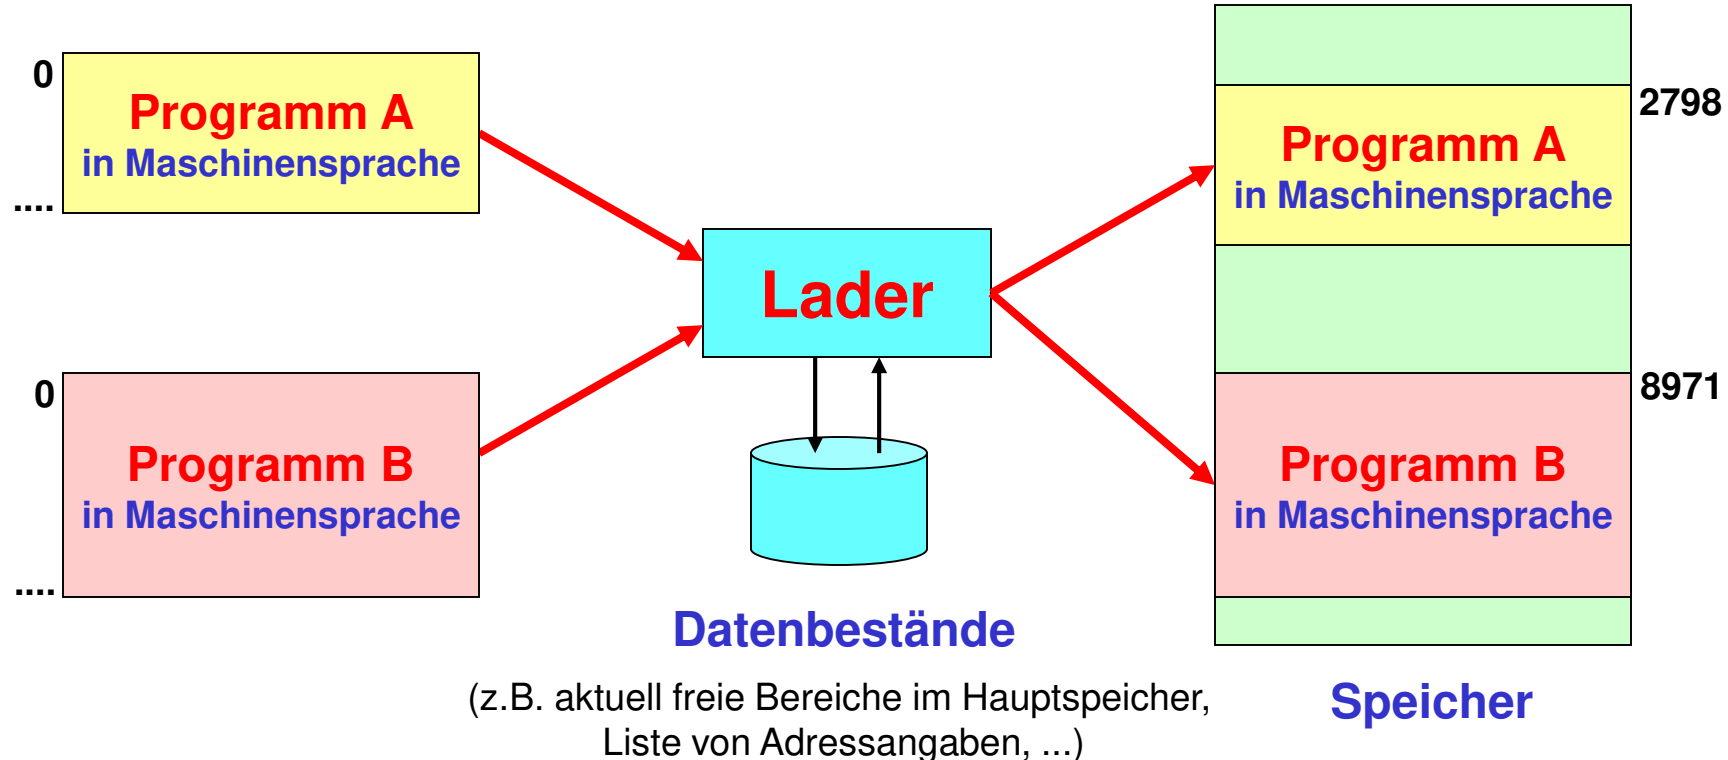 0
Programm A
in Maschinensprache
....
0
Programm B
in Maschinensprache
....
Lader
Datenbestände
(z.B. aktuell freie Bereiche im Hauptspeicher,
Liste von Adressangaben, ...)
2798
Programm A
in Maschinensprache
8971
Programm B
in Maschinensprache
Speicher